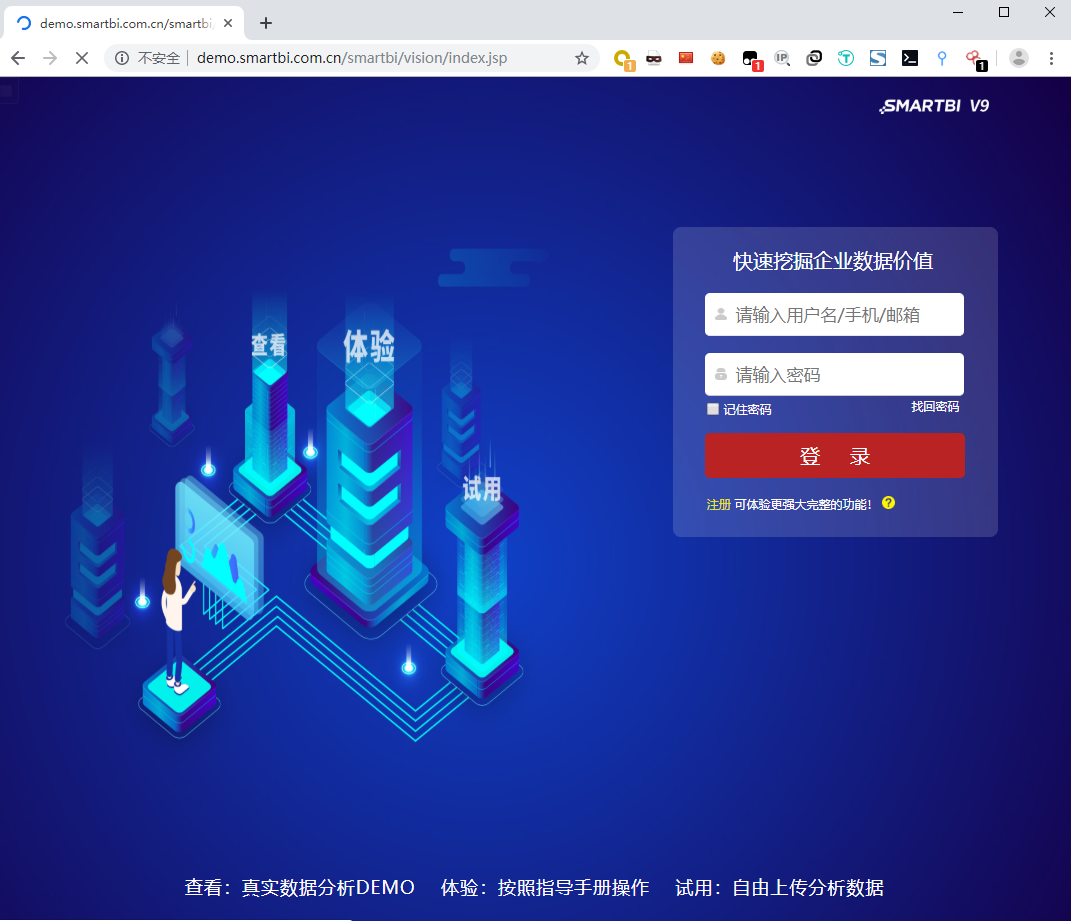 demo.smartbi.com.cn/smartbi
不安全 demo.smartbi.com.cn/smartbi/vision/index.jsp
1
1
IP
1
SMARTBI V9
快速挖掘企业数据价值
请输入用户名/手机/邮箱
请输入密码
记住密码 找回密码
登 录
注册 可体验更强大完整的功能! ?
查看
体验
试用
查看：真实数据分析DEMO 体验：按照指导手册操作 试用：自由上传分析数据